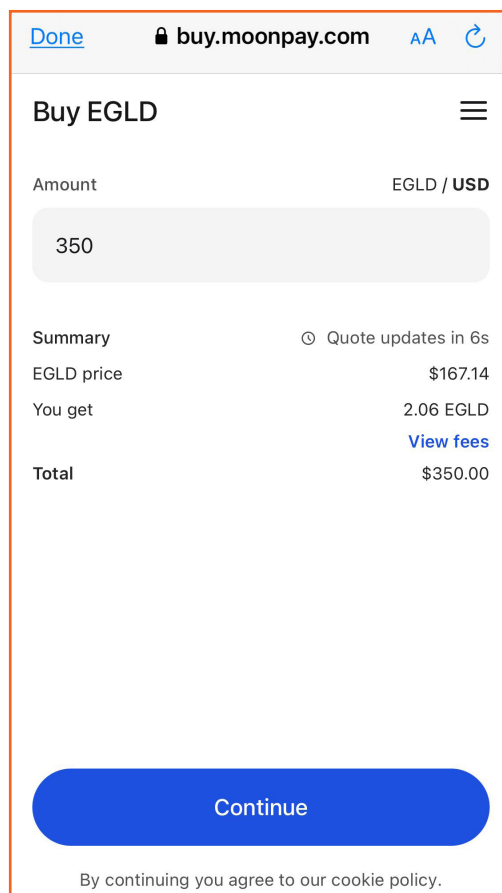 Done buy.moonpay.com AA
Buy EGLD
Amount EGLD / USD
350
Summary Quote updates in 6s
EGLD price $167.14
You get 2.06 EGLD
View fees
Total $350.00
Continue
By continuing you agree to our cookie policy.